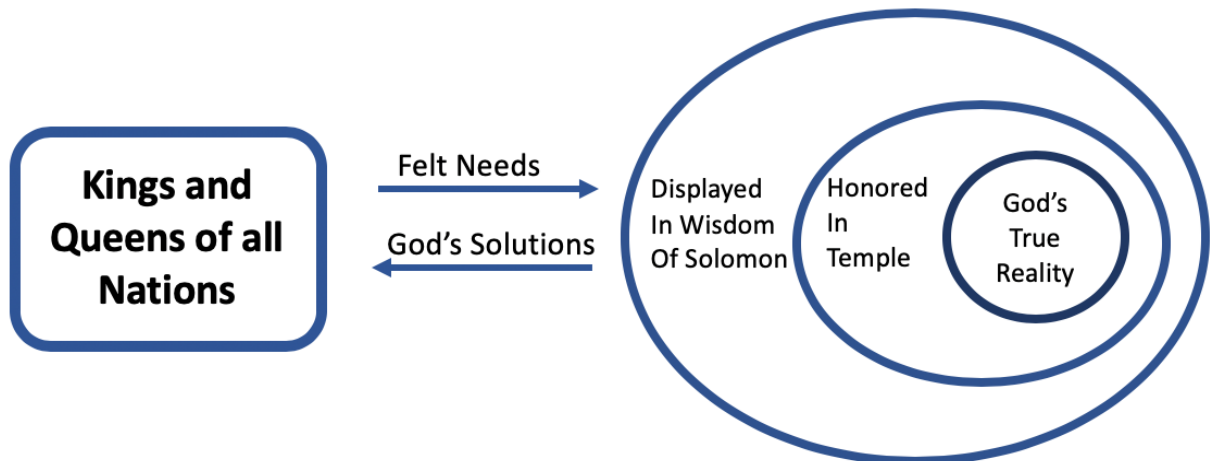 Kings and
Queens of all
Nations
Felt Needs
God’s Solutions
Displayed
In Wisdom
Of Solomon
Honored
In
Temple
God’s
True
Reality